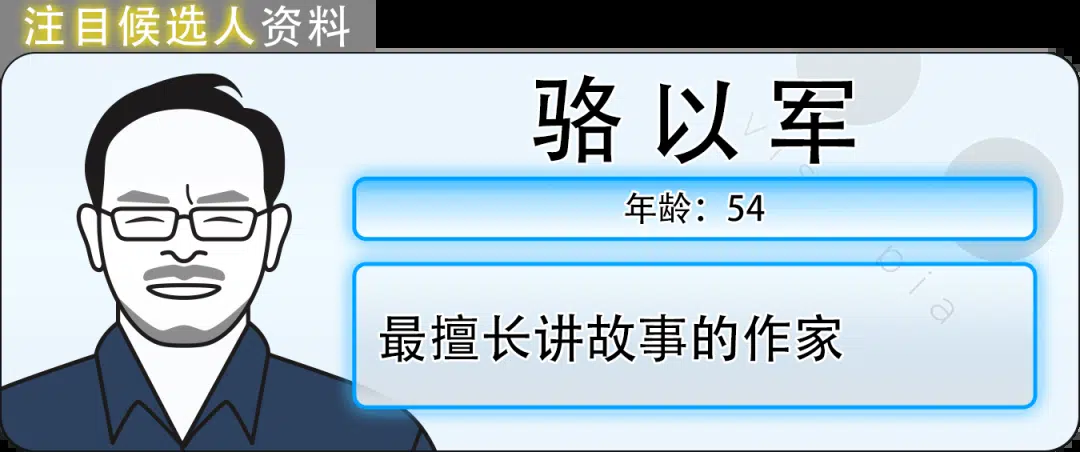 注目候选人资料
骆以军
年龄：54
最擅长讲故事的作家